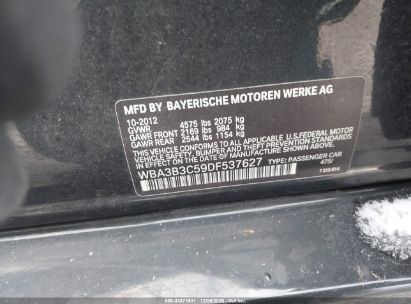 MFD BY BAYERISCHE MOTOREN WERKE AG
10-2012
GVWR 4575 lbs 2075 kg
GAWR FRONT 2169 lbs 984 kg
GAWR REAR 2544 lbs 1154 kg
THIS VEHICLE CONFORMS TO ALL APPLICABLE U.S.FEDERAL MOTOR
VEHICLE SAFETY, BUMPER, AND THEFT PREVENTION STANDARDS IN
EFFECT ON THE DATE OF MANUFACTURE SHOWN ABOVE.
WBA3B3C59DF537627 TYPE: PASSENGER CAR
475/